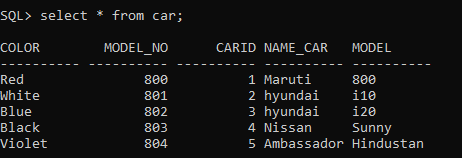 SQL> select * from car;
COLOR MODEL_NO CARID NAME_CAR MODEL
---------- ---------- ---------- ---------- ----------
Red 800 1 Maruti 800
White 801 2 hyundai i10
Blue 802 3 hyundai i20
Black 803 4 Nissan Sunny
Violet 804 5 Ambassador Hindustan